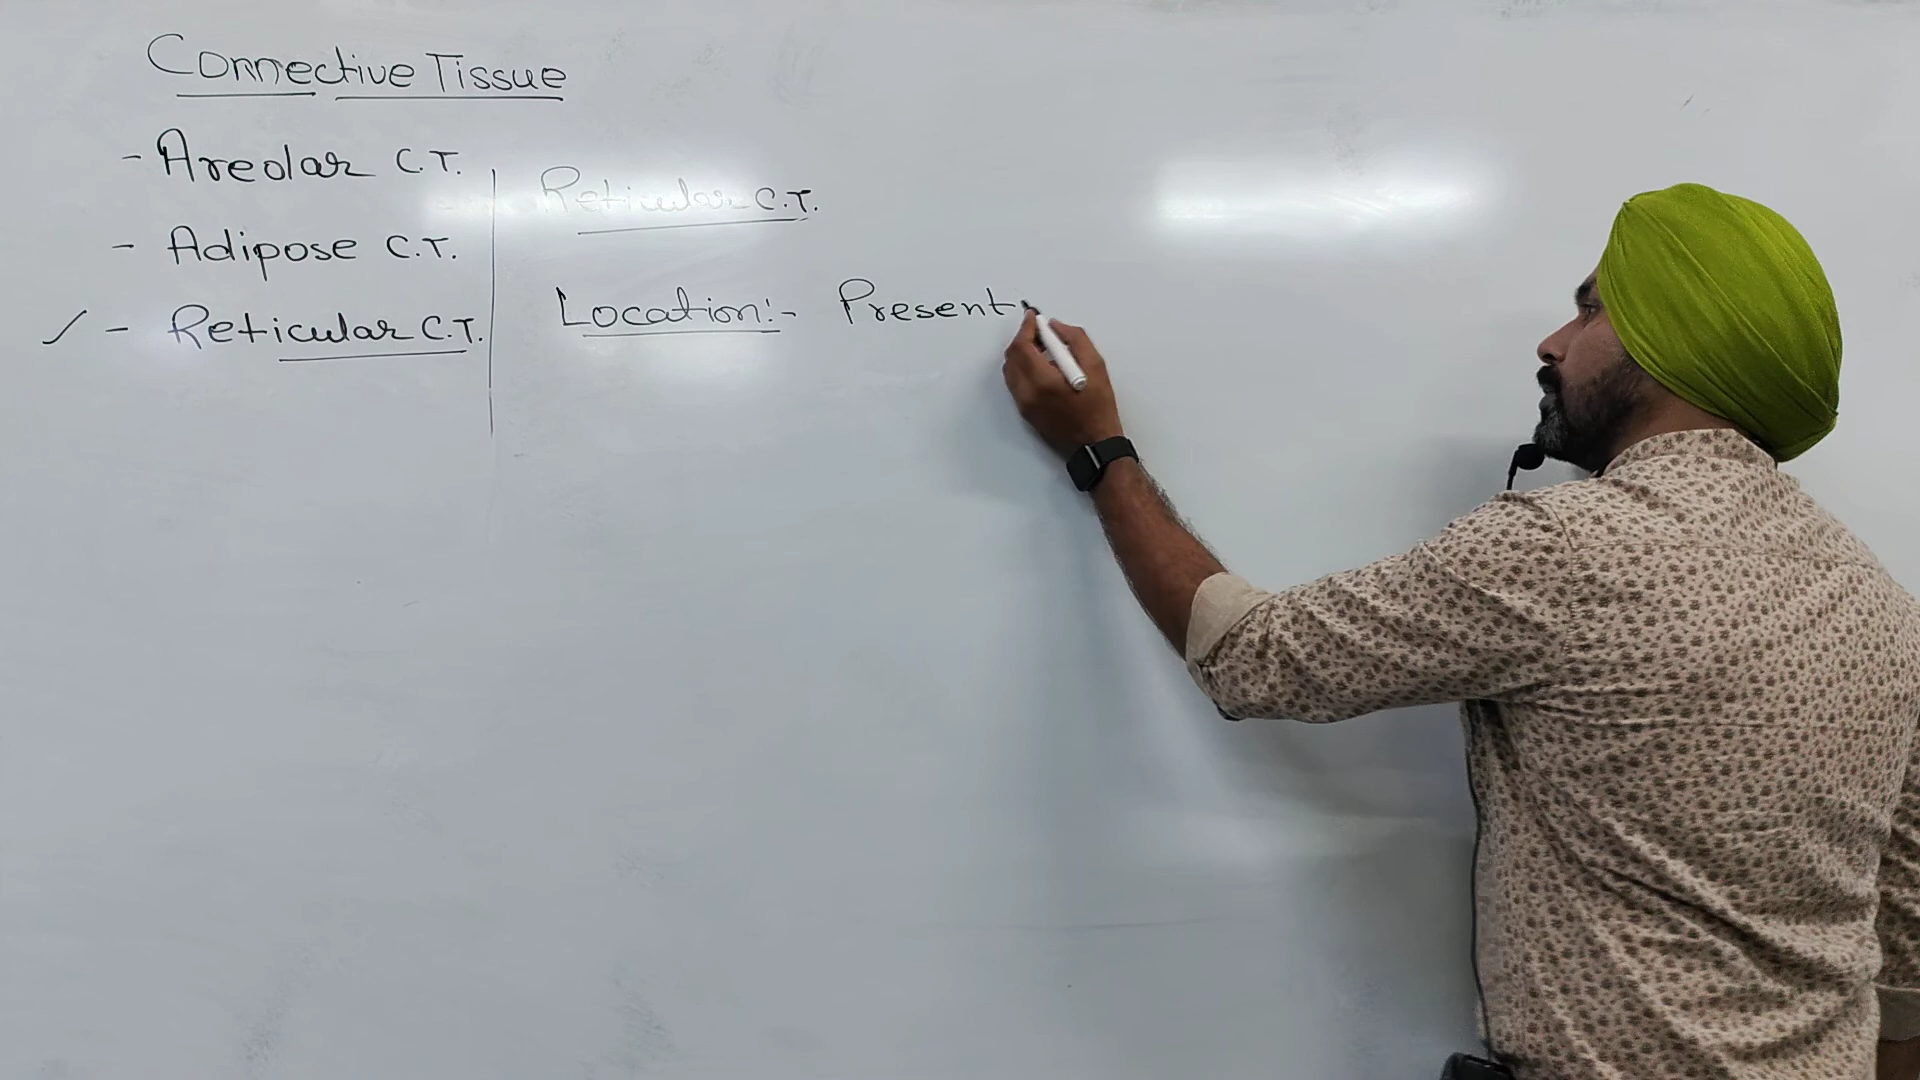 Connective Tissue
- Areolar C.T.
- Adipose C.T.
✓ - Reticular C.T.
Reticular C.T.
Location:- Present